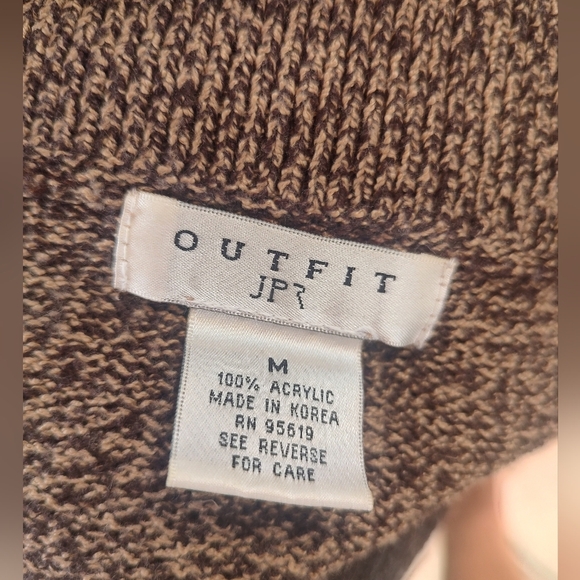 OUTFIT
JPR
M
100% ACRYLIC
MADE IN KOREA
RN 95619
SEE REVERSE
FOR CARE